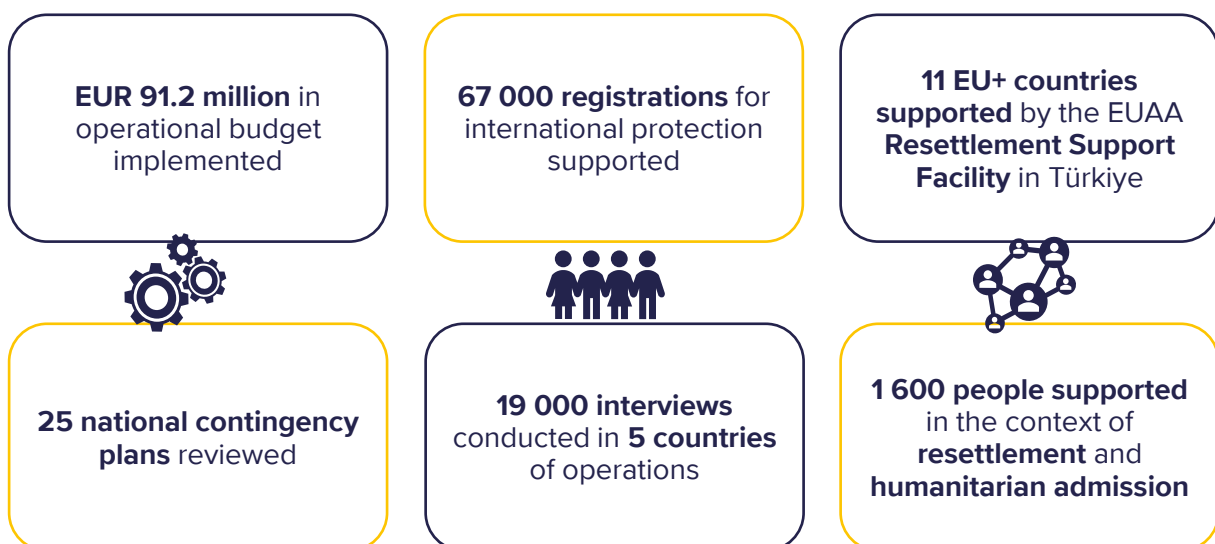 EUR 91.2 million in
operational budget
implemented
67 000 registrations for
international protection
supported
11 EU+ countries
supported by the EUAA
Resettlement Support
Facility in Türkiye
25 national contingency
plans reviewed
19 000 interviews
conducted in 5 countries
of operations
1 600 people supported
in the context of
resettlement and
humanitarian admission